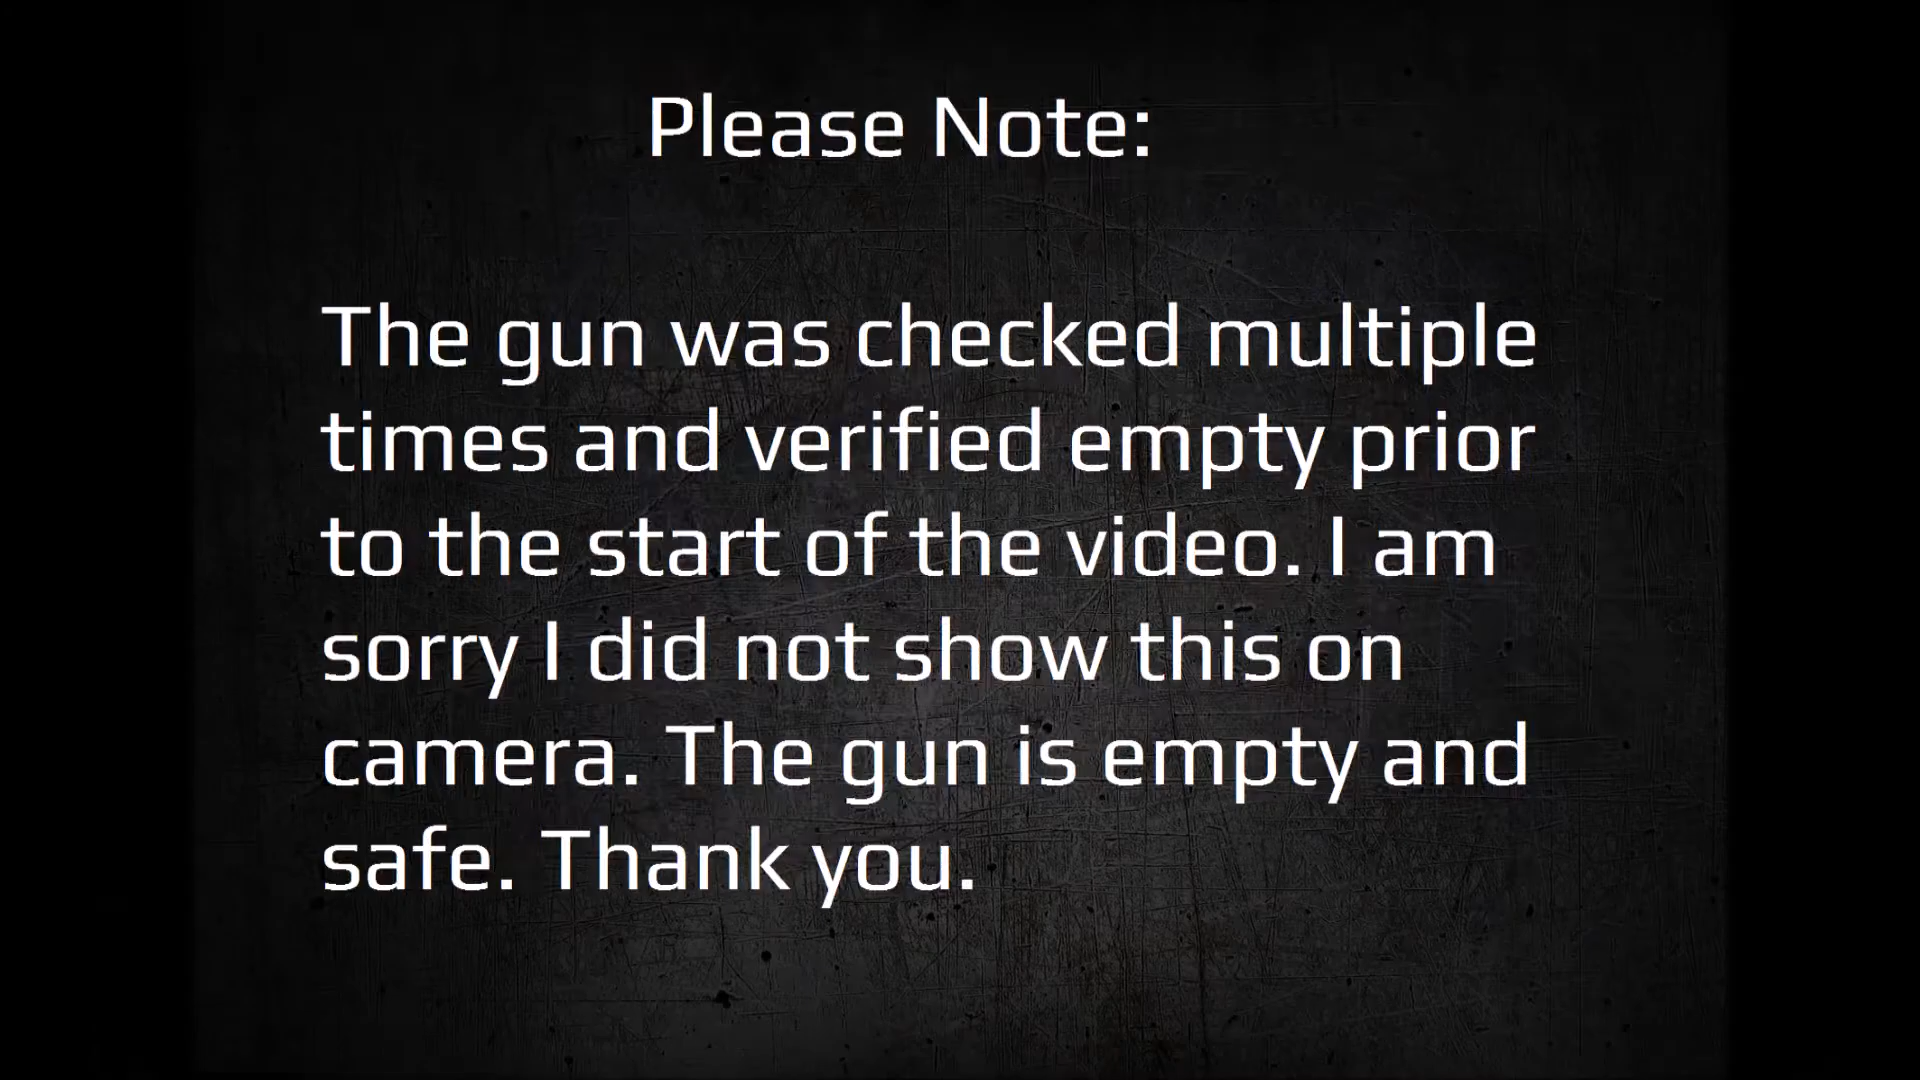 Please Note:
The gun was checked multiple
times and verified empty prior
to the start of the video. I am
sorry I did not show this on
camera. The gun is empty and
safe. Thank you.